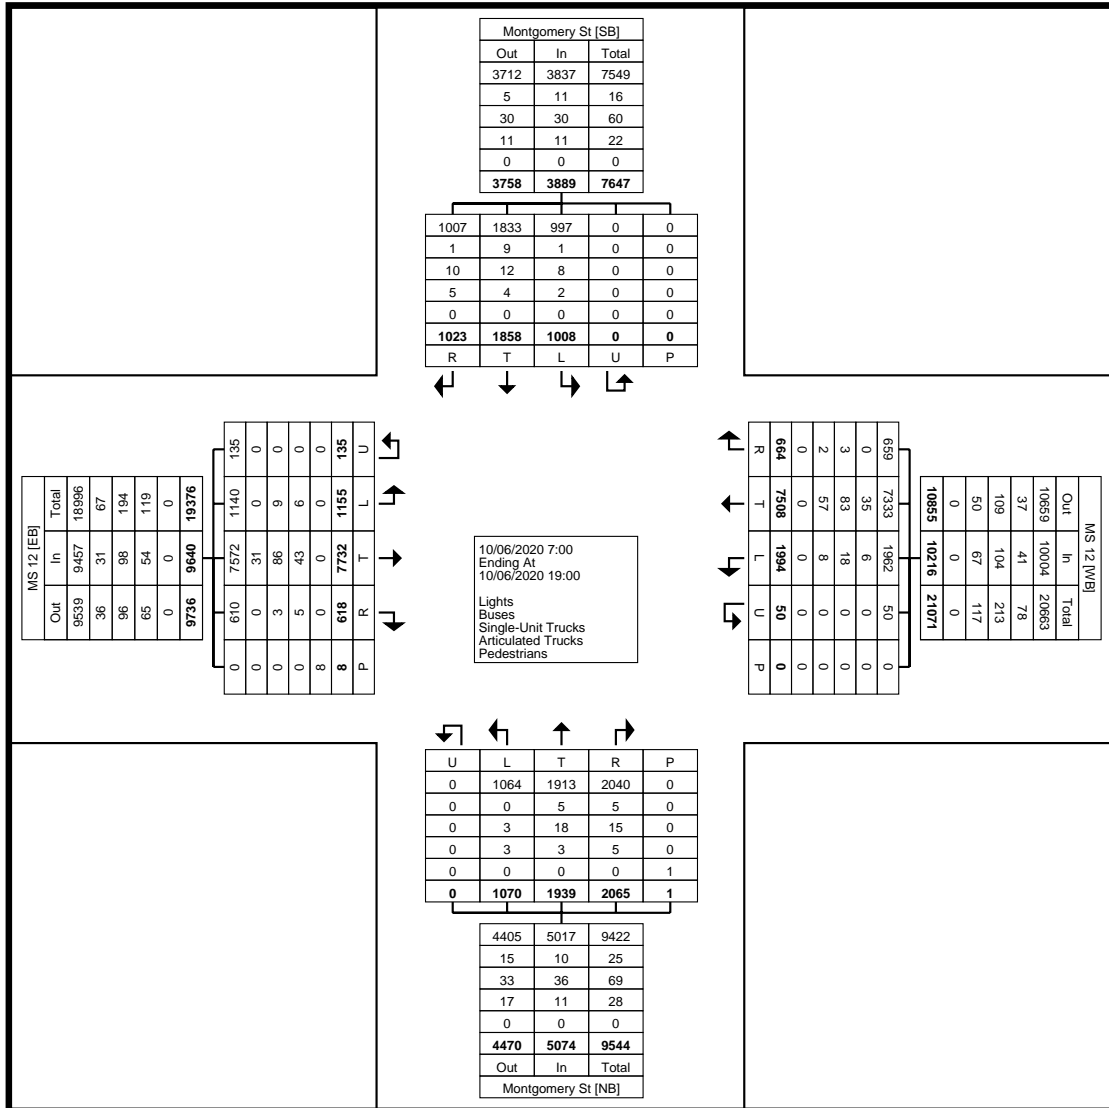 Montgomery St [SB]
Out In Total
3712 3837 7549
5 11 16
30 30 60
11 11 22
0 0 0
3758 3889 7647
1007 1833 997 0 0
1 9 1 0 0
10 12 8 0 0
5 4 2 0 0
0 0 0 0 0
1023 1858 1008 0 0
R T L U P
MS 12 [EB]
Total In Out
18996 9457 9539
67 31 36
194 98 96
119 54 65
0 0 0
19376 9640 9736
135 1140 7572 610 0
0 0 31 0 0
0 9 86 3 0
0 6 43 5 0
0 0 0 0 8
135 1155 7732 618 8
U L T R P
10/06/2020 7:00
Ending At
10/06/2020 19:00
Lights
Buses
Single-Unit Trucks
Articulated Trucks
Pedestrians
MS 12 [WB]
Out In Total
10659 10004 20663
37 41 78
109 104 213
50 67 117
0 0 0
10855 10216 21071
659 7333 1962 50 0
0 35 6 0 0
3 83 18 0 0
2 57 8 0 0
0 0 0 0 0
664 7508 1994 50 0
R T L U P
U L T R P
0 1064 1913 2040 0
0 0 5 5 0
0 3 18 15 0
0 3 3 5 0
0 0 0 0 1
0 1070 1939 2065 1
4405 5017 9422
15 10 25
33 36 69
17 11 28
0 0 0
4470 5074 9544
Out In Total
Montgomery St [NB]